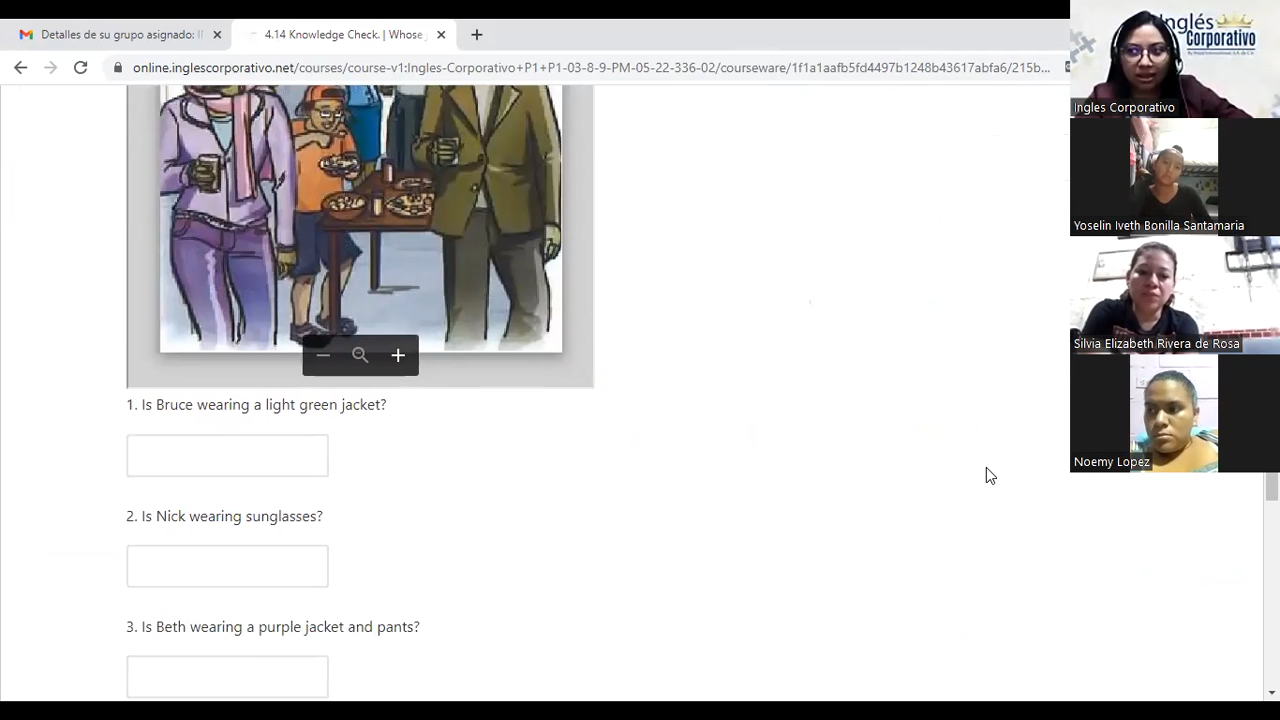 Detalles de su grupo asignado: I
4.14 Knowledge Check. | Whose
online.inglescorporativo.net/courses/course-v1:Ingles-Corporativo+P1+P1-03-8-9-PM-05-22-336-02/courseware/1f1a1aafb5fd4497b1248b43617abfa6/215b...
Inglés
Corporativo
Ingles Corporativo
Yoselin Iveth Bonilla Santamaria
Silvia Elizabeth Rivera de Rosa
Noemy Lopez
1. Is Bruce wearing a light green jacket?
2. Is Nick wearing sunglasses?
3. Is Beth wearing a purple jacket and pants?